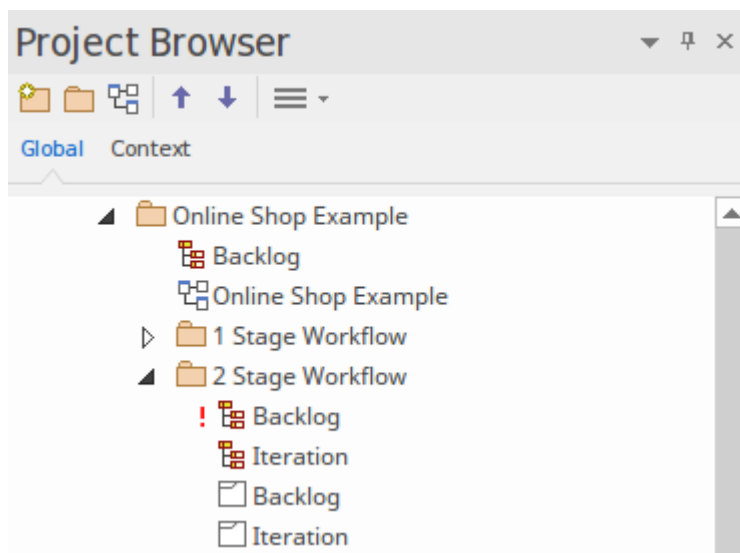 Project Browser
Global Context
Online Shop Example
Backlog
Online Shop Example
1 Stage Workflow
2 Stage Workflow
! Backlog
Iteration
Backlog
Iteration